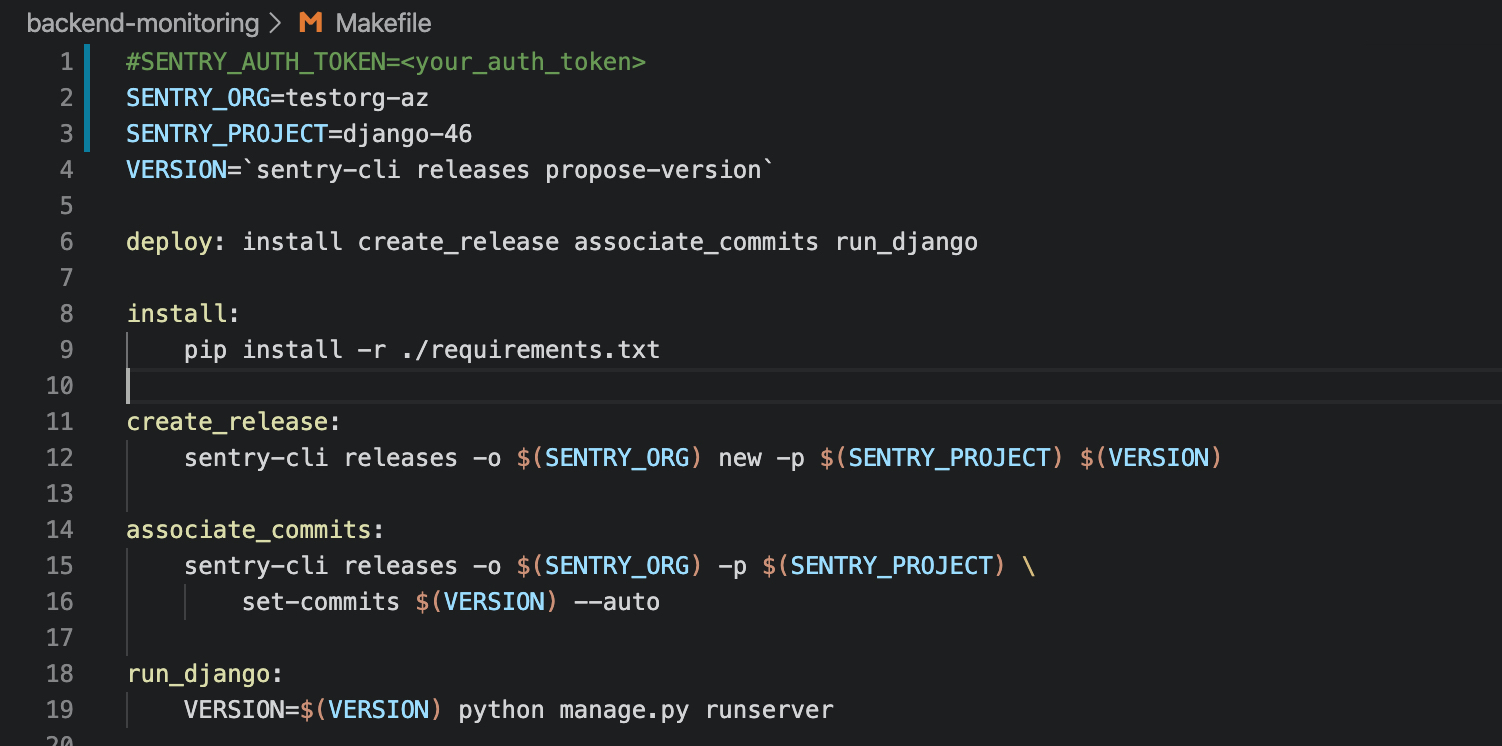 backend-monitoring > M Makefile
1 #SENTRY_AUTH_TOKEN=<your_auth_token>
2 SENTRY_ORG=testorg-az
3 SENTRY_PROJECT=django-46
4 VERSION=`sentry-cli releases propose-version`
5
6 deploy: install create_release associate_commits run_django
7
8 install:
9     pip install -r ./requirements.txt
10
11 create_release:
12     sentry-cli releases -o $(SENTRY_ORG) new -p $(SENTRY_PROJECT) $(VERSION)
13
14 associate_commits:
15     sentry-cli releases -o $(SENTRY_ORG) -p $(SENTRY_PROJECT) \
16         set-commits $(VERSION) --auto
17
18 run_django:
19     VERSION=$(VERSION) python manage.py runserver
20